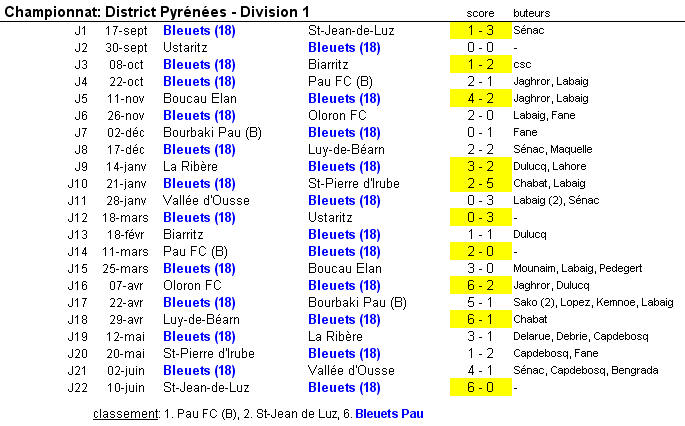 Championnat: District Pyrénées - Division 1 score buteurs
J1 17-sept Bleuets (18) St-Jean-de-Luz 1 - 3 Sénac
J2 30-sept Ustaritz Bleuets (18) 0 - 0 -
J3 08-oct Bleuets (18) Biarritz 1 - 2 csc
J4 22-oct Bleuets (18) Pau FC (B) 2 - 1 Jaghror, Labaig
J5 11-nov Boucau Elan Bleuets (18) 4 - 2 Jaghror, Labaig
J6 26-nov Bleuets (18) Oloron FC 2 - 0 Labaig, Fane
J7 02-déc Bourbaki Pau (B) Bleuets (18) 0 - 1 Fane
J8 17-déc Bleuets (18) Luy-de-Béarn 2 - 2 Sénac, Maquelle
J9 14-janv La Ribère Bleuets (18) 3 - 2 Dulucq, Lahore
J10 21-janv Bleuets (18) St-Pierre d'Irube 2 - 5 Chabat, Labaig
J11 28-janv Vallée d'Ousse Bleuets (18) 0 - 3 Labaig (2), Sénac
J12 18-mars Bleuets (18) Ustaritz 0 - 3 -
J13 18-févr Biarritz Bleuets (18) 1 - 1 Dulucq
J14 11-mars Pau FC (B) Bleuets (18) 2 - 0 -
J15 25-mars Bleuets (18) Boucau Elan 3 - 0 Mounaim, Labaig, Pedegert
J16 07-avr Oloron FC Bleuets (18) 6 - 2 Jaghror, Dulucq
J17 22-avr Bleuets (18) Bourbaki Pau (B) 5 - 1 Sako (2), Lopez, Kemnoe, Labaig
J18 29-avr Luy-de-Béarn Bleuets (18) 6 - 1 Chabat
J19 12-mai Bleuets (18) La Ribère 3 - 1 Delarue, Debrie, Capdebosq
J20 20-mai St-Pierre d'Irube Bleuets (18) 1 - 2 Capdebosq, Fane
J21 02-juin Bleuets (18) Vallée d'Ousse 4 - 1 Sénac, Capdebosq, Bengrada
J22 10-juin St-Jean-de-Luz Bleuets (18) 6 - 0 -
classement: 1. Pau FC (B), 2. St-Jean de Luz, 6. Bleuets Pau